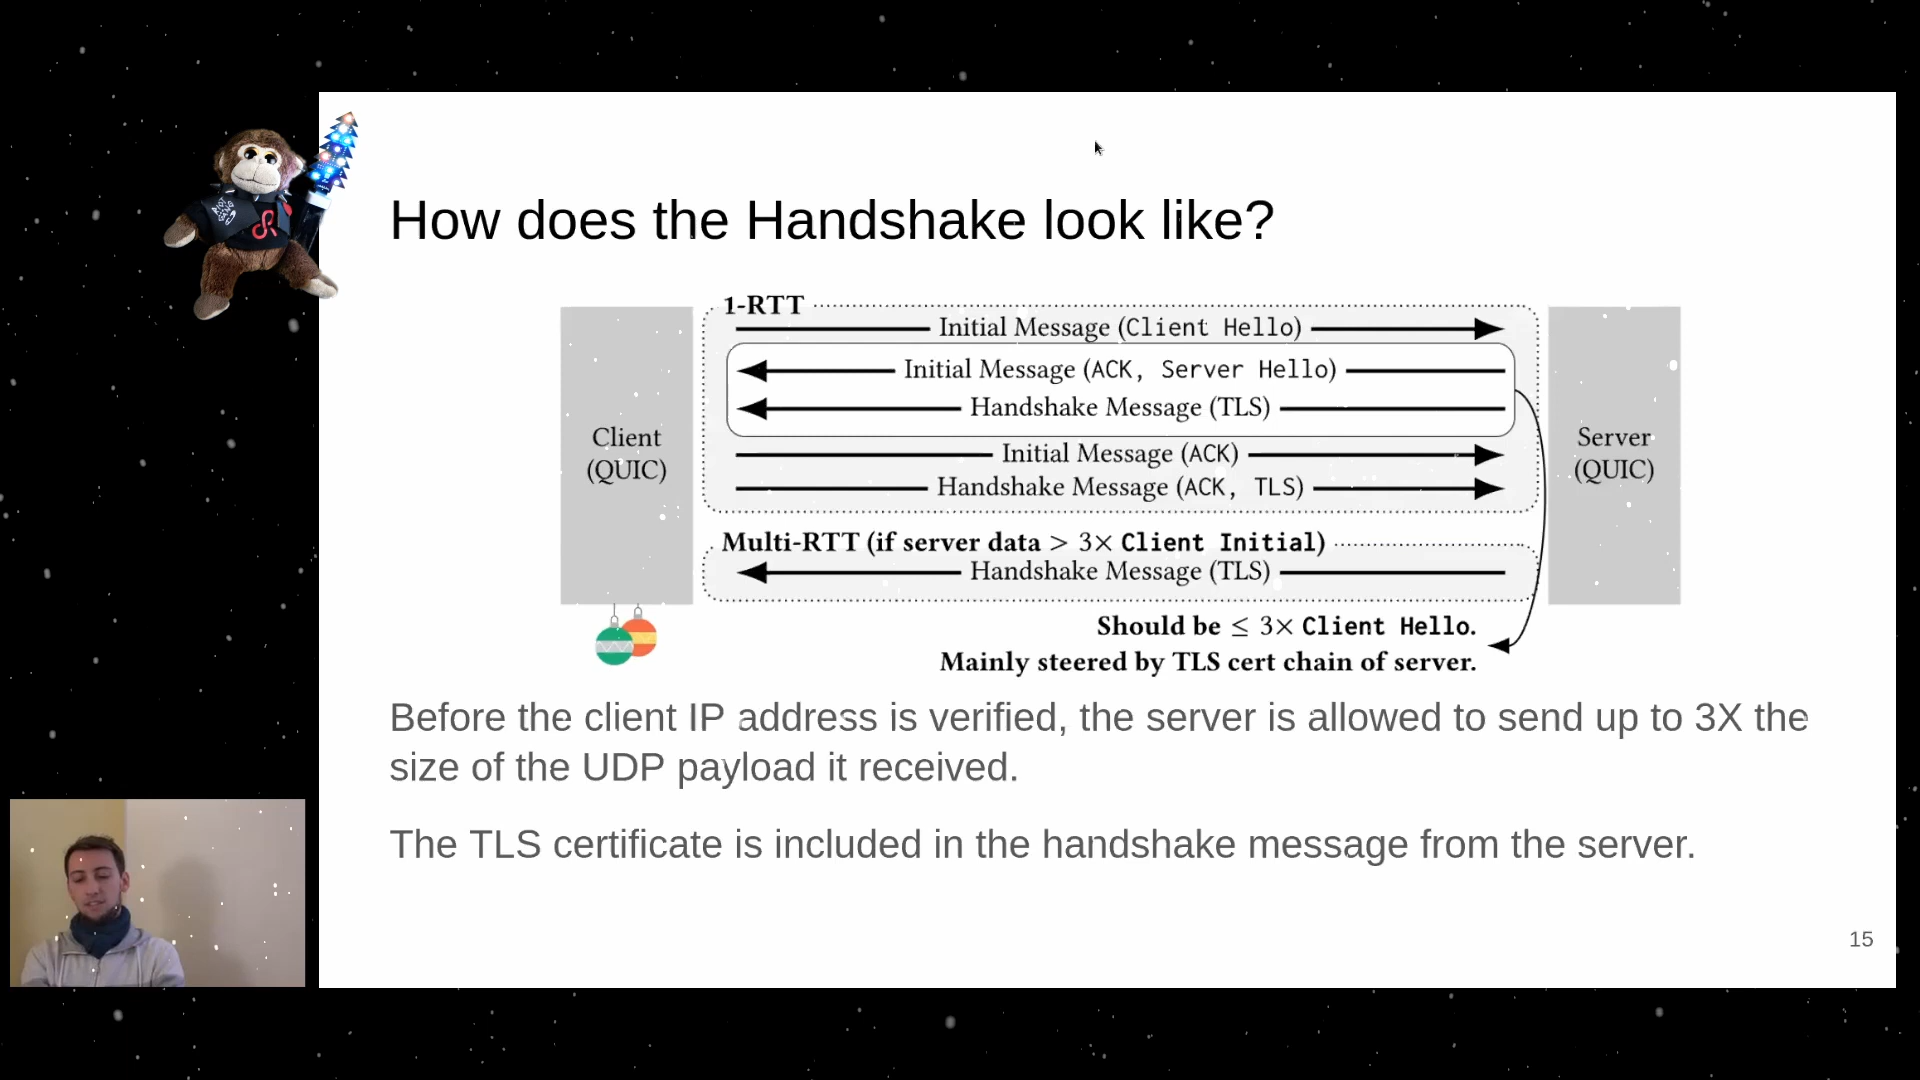 How does the Handshake look like?
1-RTT
Initial Message (Client Hello)
Initial Message (ACK, Server Hello)
Handshake Message (TLS)
Initial Message (ACK)
Handshake Message (ACK, TLS)
Client
(QUIC)
Server
(QUIC)
Multi-RTT (if server data > 3× Client Initial)
Handshake Message (TLS)
Should be ≤ 3× Client Hello.
Mainly steered by TLS cert chain of server.
Before the client IP address is verified, the server is allowed to send up to 3X the
size of the UDP payload it received.
The TLS certificate is included in the handshake message from the server.
15